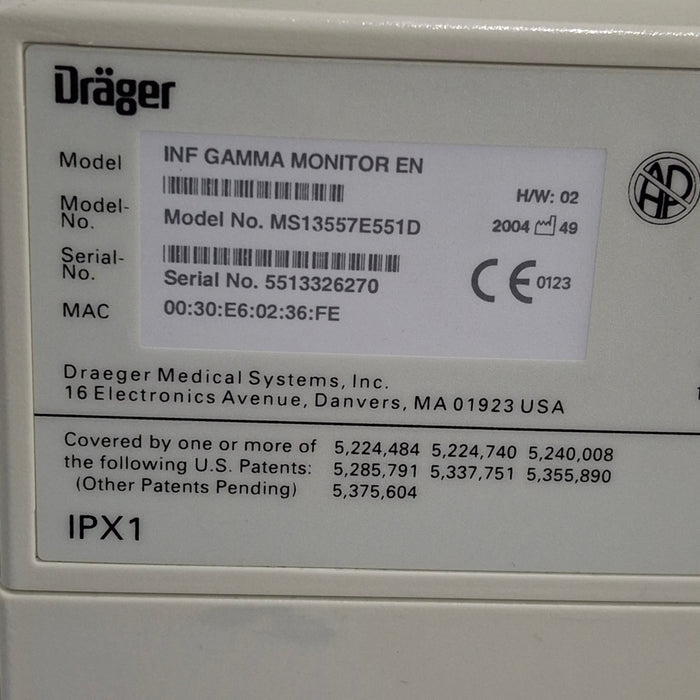 Dräger
Model INF GAMMA MONITOR EN
H/W: 02
Model-No. Model No. MS13557E551D
2004 49
Serial-No. Serial No. 5513326270
CE 0123
MAC 00:30:E6:02:36:FE
AP
HP
Draeger Medical Systems, Inc.
16 Electronics Avenue, Danvers, MA 01923 USA
Covered by one or more of 5,224,484 5,224,740 5,240,008
the following U.S. Patents: 5,285,791 5,337,751 5,355,890
(Other Patents Pending) 5,375,604
IPX1